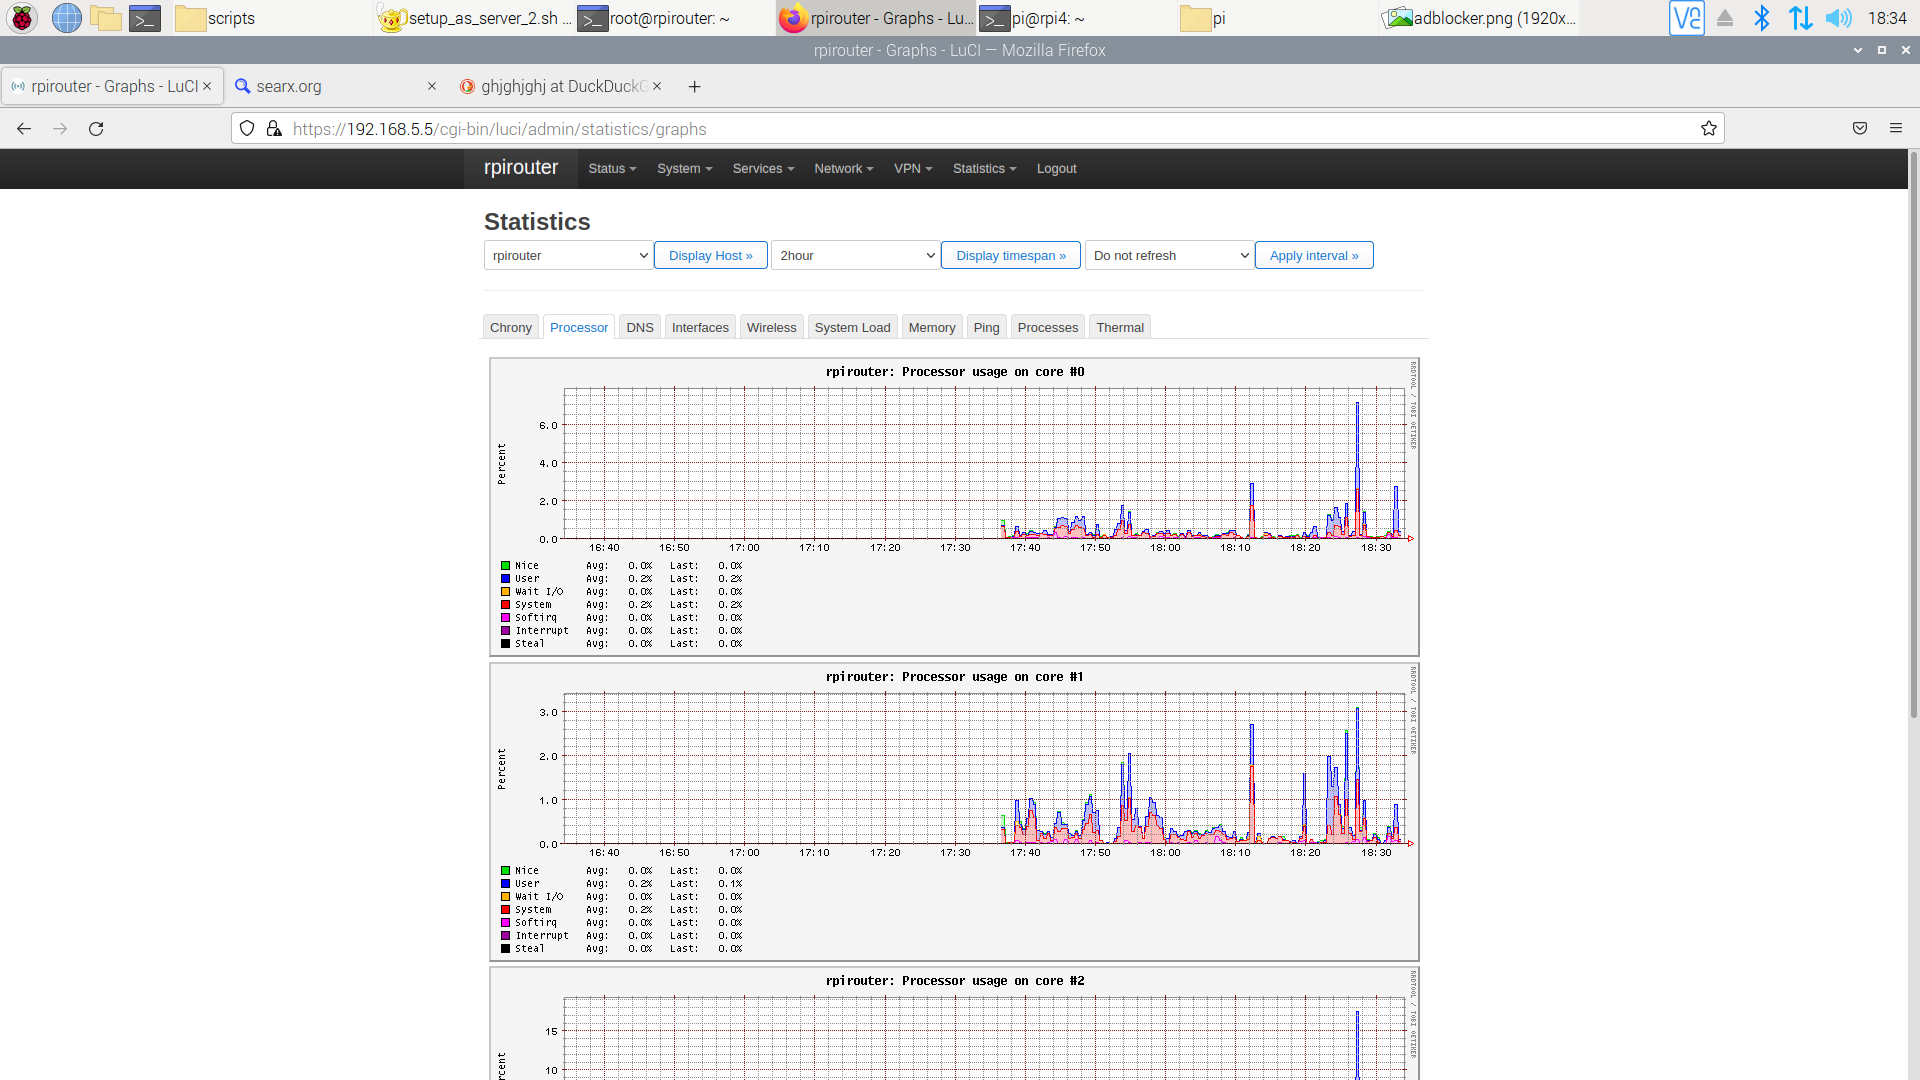 scripts
setup_as_server_2.sh ...
root@rpirouter: ~
rpirouter - Graphs - Lu...
pi@rpi4: ~
pi
adblocker.png (1920x...
18:34
rpirouter - Graphs - LuCI — Mozilla Firefox
rpirouter - Graphs - LuCI
searx.org
ghjghjghj at DuckDuckG
https://192.168.5.5/cgi-bin/luci/admin/statistics/graphs
rpirouter Status System Services Network VPN Statistics Logout
Statistics
rpirouter Display Host » 2hour Display timespan » Do not refresh Apply interval »
Chrony Processor DNS Interfaces Wireless System Load Memory Ping Processes Thermal
rpirouter: Processor usage on core #0
RRDTOOL / TOBI OETIKER
Percent
6.0
4.0
2.0
0.0
16:40 16:50 17:00 17:10 17:20 17:30 17:40 17:50 18:00 18:10 18:20 18:30
Nice Avg: 0.0% Last: 0.0%
User Avg: 0.2% Last: 0.2%
Wait I/O Avg: 0.0% Last: 0.0%
System Avg: 0.2% Last: 0.2%
Softirq Avg: 0.0% Last: 0.0%
Interrupt Avg: 0.0% Last: 0.0%
Steal Avg: 0.0% Last: 0.0%
rpirouter: Processor usage on core #1
RRDTOOL / TOBI OETIKER
Percent
3.0
2.0
1.0
0.0
16:40 16:50 17:00 17:10 17:20 17:30 17:40 17:50 18:00 18:10 18:20 18:30
Nice Avg: 0.0% Last: 0.0%
User Avg: 0.2% Last: 0.1%
Wait I/O Avg: 0.0% Last: 0.0%
System Avg: 0.2% Last: 0.0%
Softirq Avg: 0.0% Last: 0.0%
Interrupt Avg: 0.0% Last: 0.0%
Steal Avg: 0.0% Last: 0.0%
rpirouter: Processor usage on core #2
RRDTOOL / TOBI OETIKER
15
10